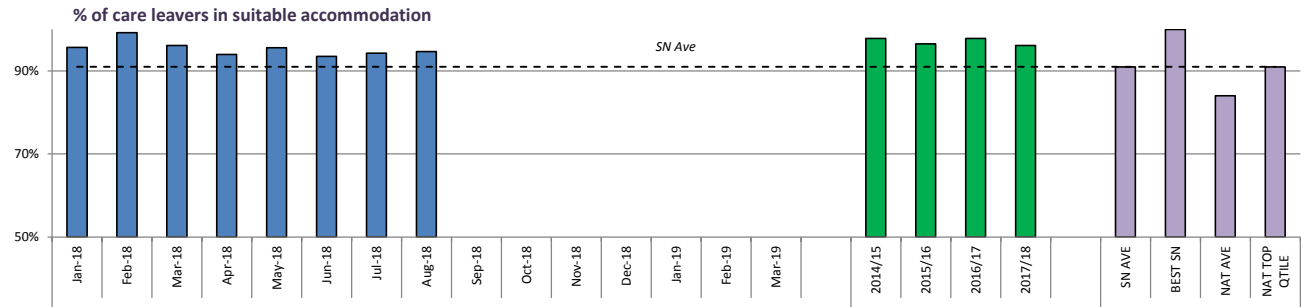 % of care leavers in suitable accommodation
SN Ave
90%
70%
50%
Jan-18
Feb-18
Mar-18
Apr-18
May-18
Jun-18
Jul-18
Aug-18
Sep-18
Oct-18
Nov-18
Dec-18
Jan-19
Feb-19
Mar-19
2014/15
2015/16
2016/17
2017/18
SN AVE
BEST SN
NAT AVE
NAT TOP
QTILE